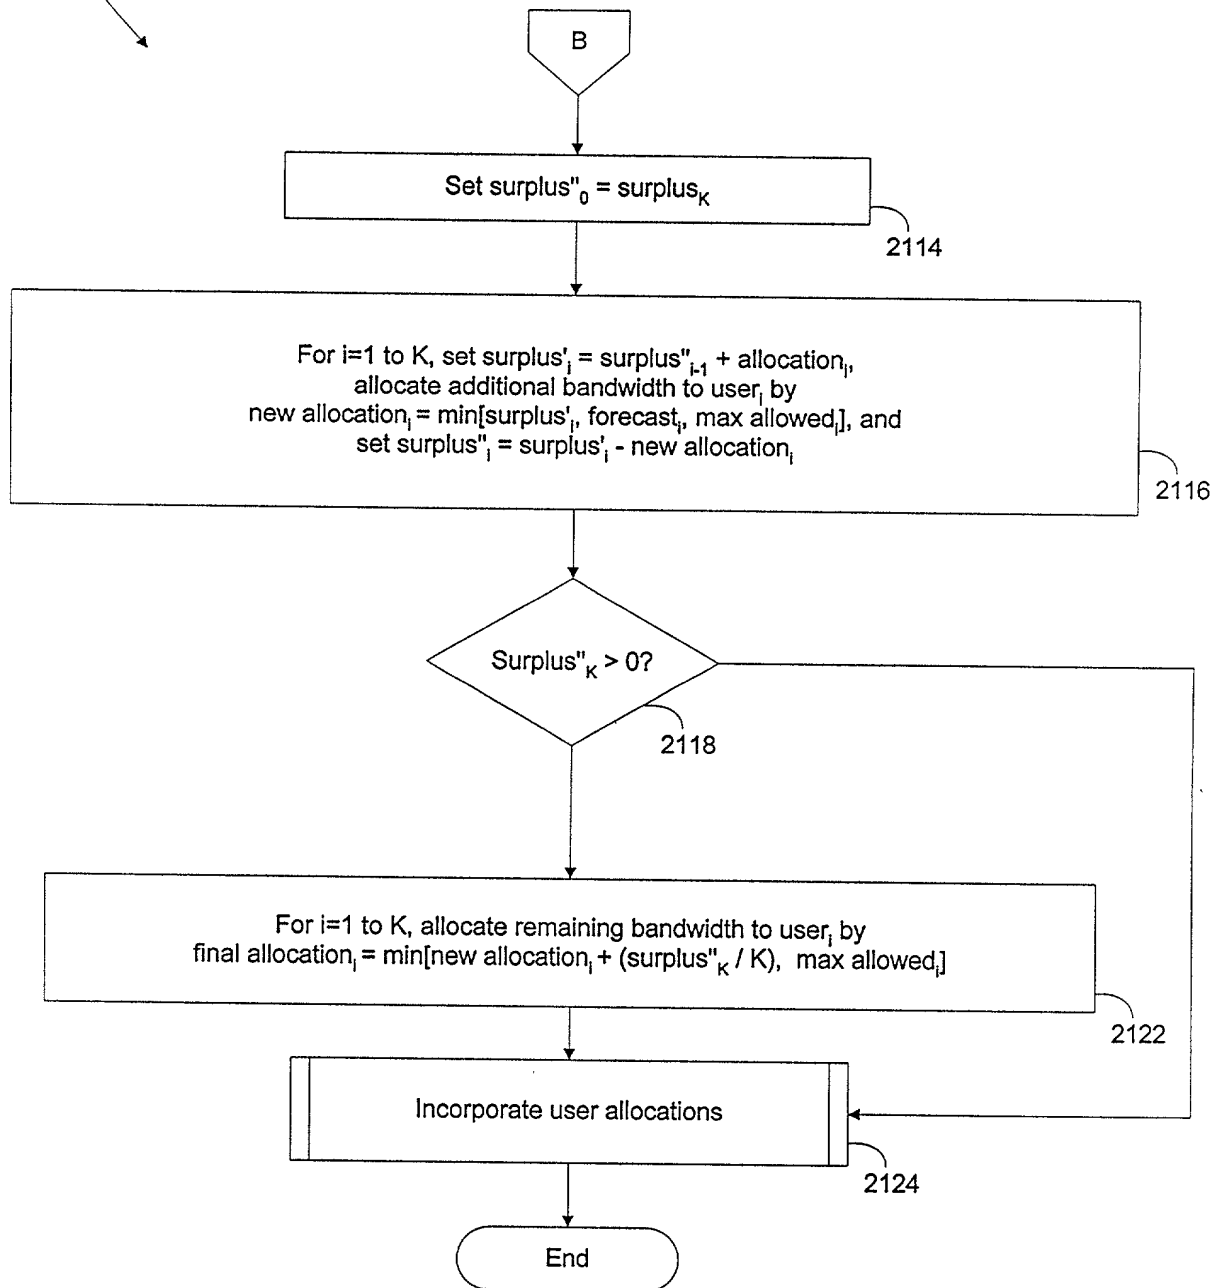 B
Set surplus"₀ = surplus_K
2114
For i=1 to K, set surplus'ᵢ = surplus"ᵢ₋₁ + allocationᵢ,
allocate additional bandwidth to userᵢ by
new allocationᵢ = min[surplus'ᵢ, forecastᵢ, max allowedᵢ], and
set surplus"ᵢ = surplus'ᵢ - new allocationᵢ
2116
Surplus"_K > 0?
2118
For i=1 to K, allocate remaining bandwidth to userᵢ by
final allocationᵢ = min[new allocationᵢ + (surplus"_K / K), max allowedᵢ]
2122
Incorporate user allocations
2124
End